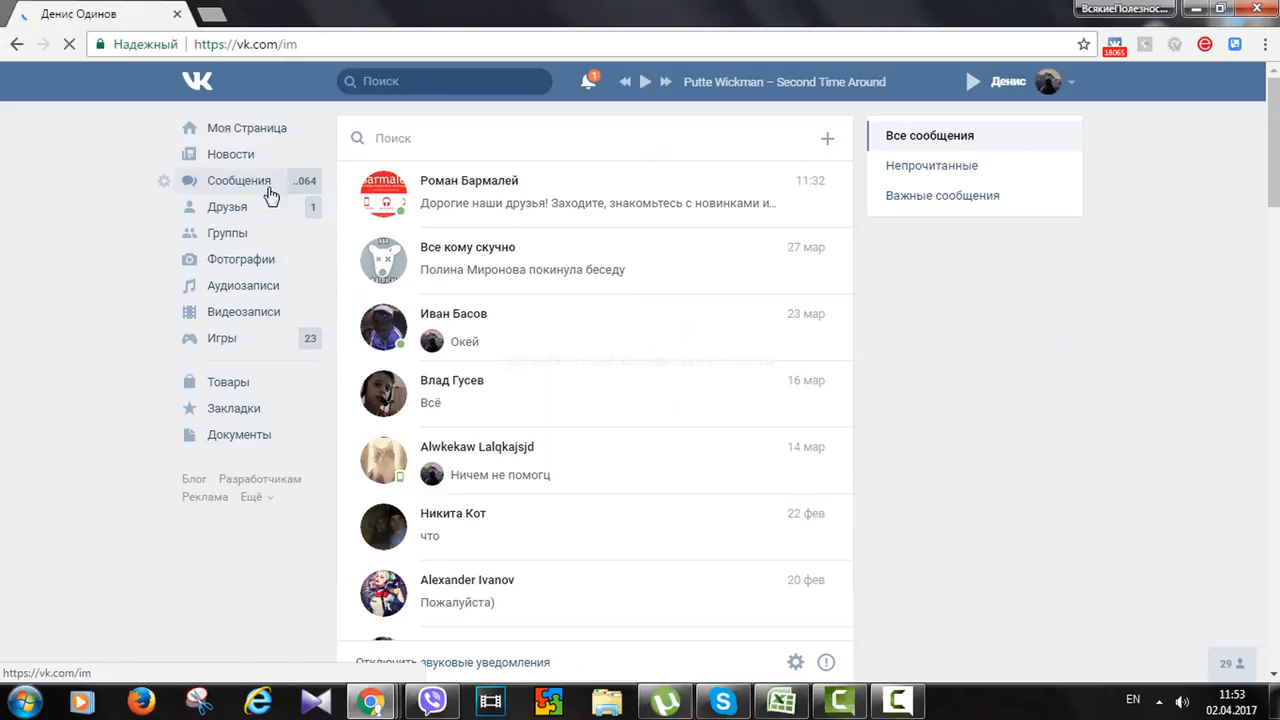 Денис Одинов
ВсякиеПолезнос...
Надежный
https://vk.com/im
18065
Поиск
1
Putte Wickman – Second Time Around
Денис
Моя Страница
Новости
Сообщения
..064
Друзья
1
Группы
Фотографии
Аудиозаписи
Видеозаписи
Игры
23
Товары
Закладки
Документы
Блог Разработчикам
Реклама Ещё
Поиск
Роман Бармалей
11:32
Дорогие наши друзья! Заходите, знакомьтесь с новинками и...
Все кому скучно
27 мар
Полина Миронова покинула беседу
Иван Басов
23 мар
Окей
Влад Гусев
16 мар
Всё
Alwkekaw Lalqkajsjd
14 мар
Ничем не помогц
Никита Кот
22 фев
что
Alexander Ivanov
20 фев
Пожалуйста)
Отключить звуковые уведомления
Все сообщения
Непрочитанные
Важные сообщения
29
https://vk.com/im
EN
11:53
02.04.2017